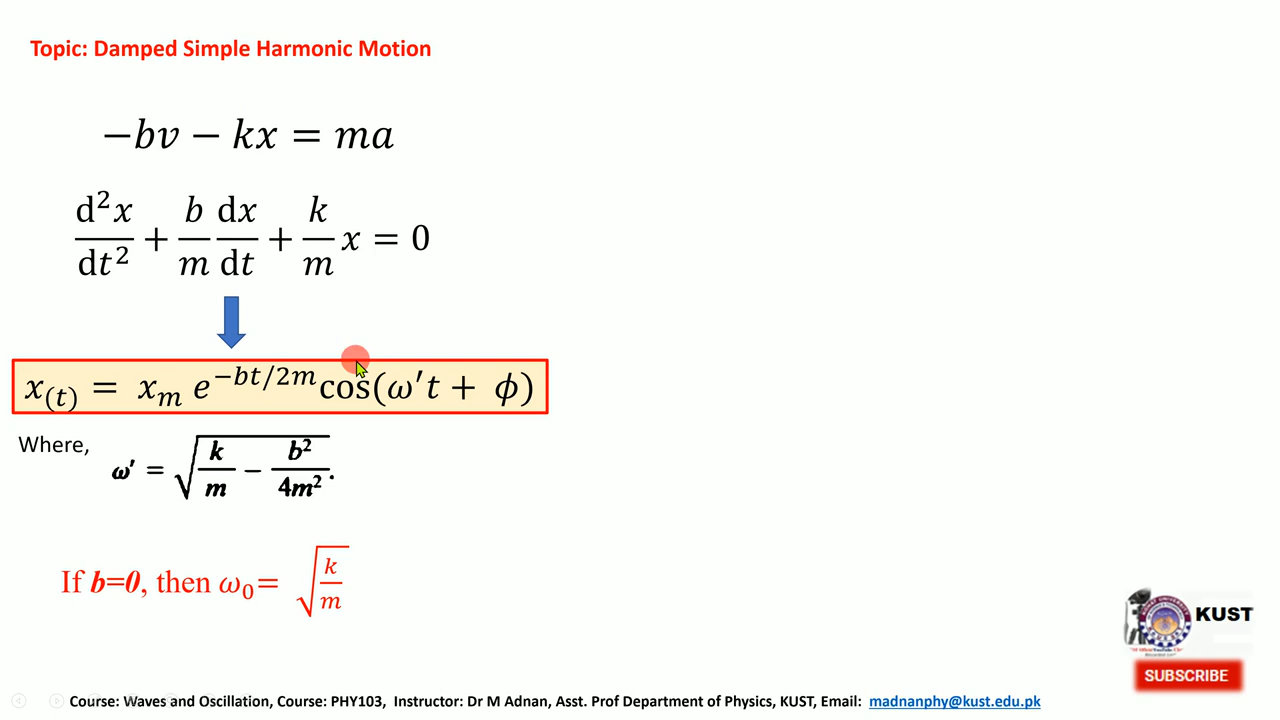 Topic: Damped Simple Harmonic Motion
−bv − kx = ma
d²x/dt² + b/m dx/dt + k/m x = 0
x₍t₎ = xₘ e^(−bt/2m) cos(ω′t + ϕ)
Where,
ω′ = √(k/m − b²/4m²).
If b=0, then ω₀= √(k/m)
KUST
SUBSCRIBE
Course: Waves and Oscillation, Course: PHY103, Instructor: Dr M Adnan, Asst. Prof Department of Physics, KUST, Email: madnanphy@kust.edu.pk